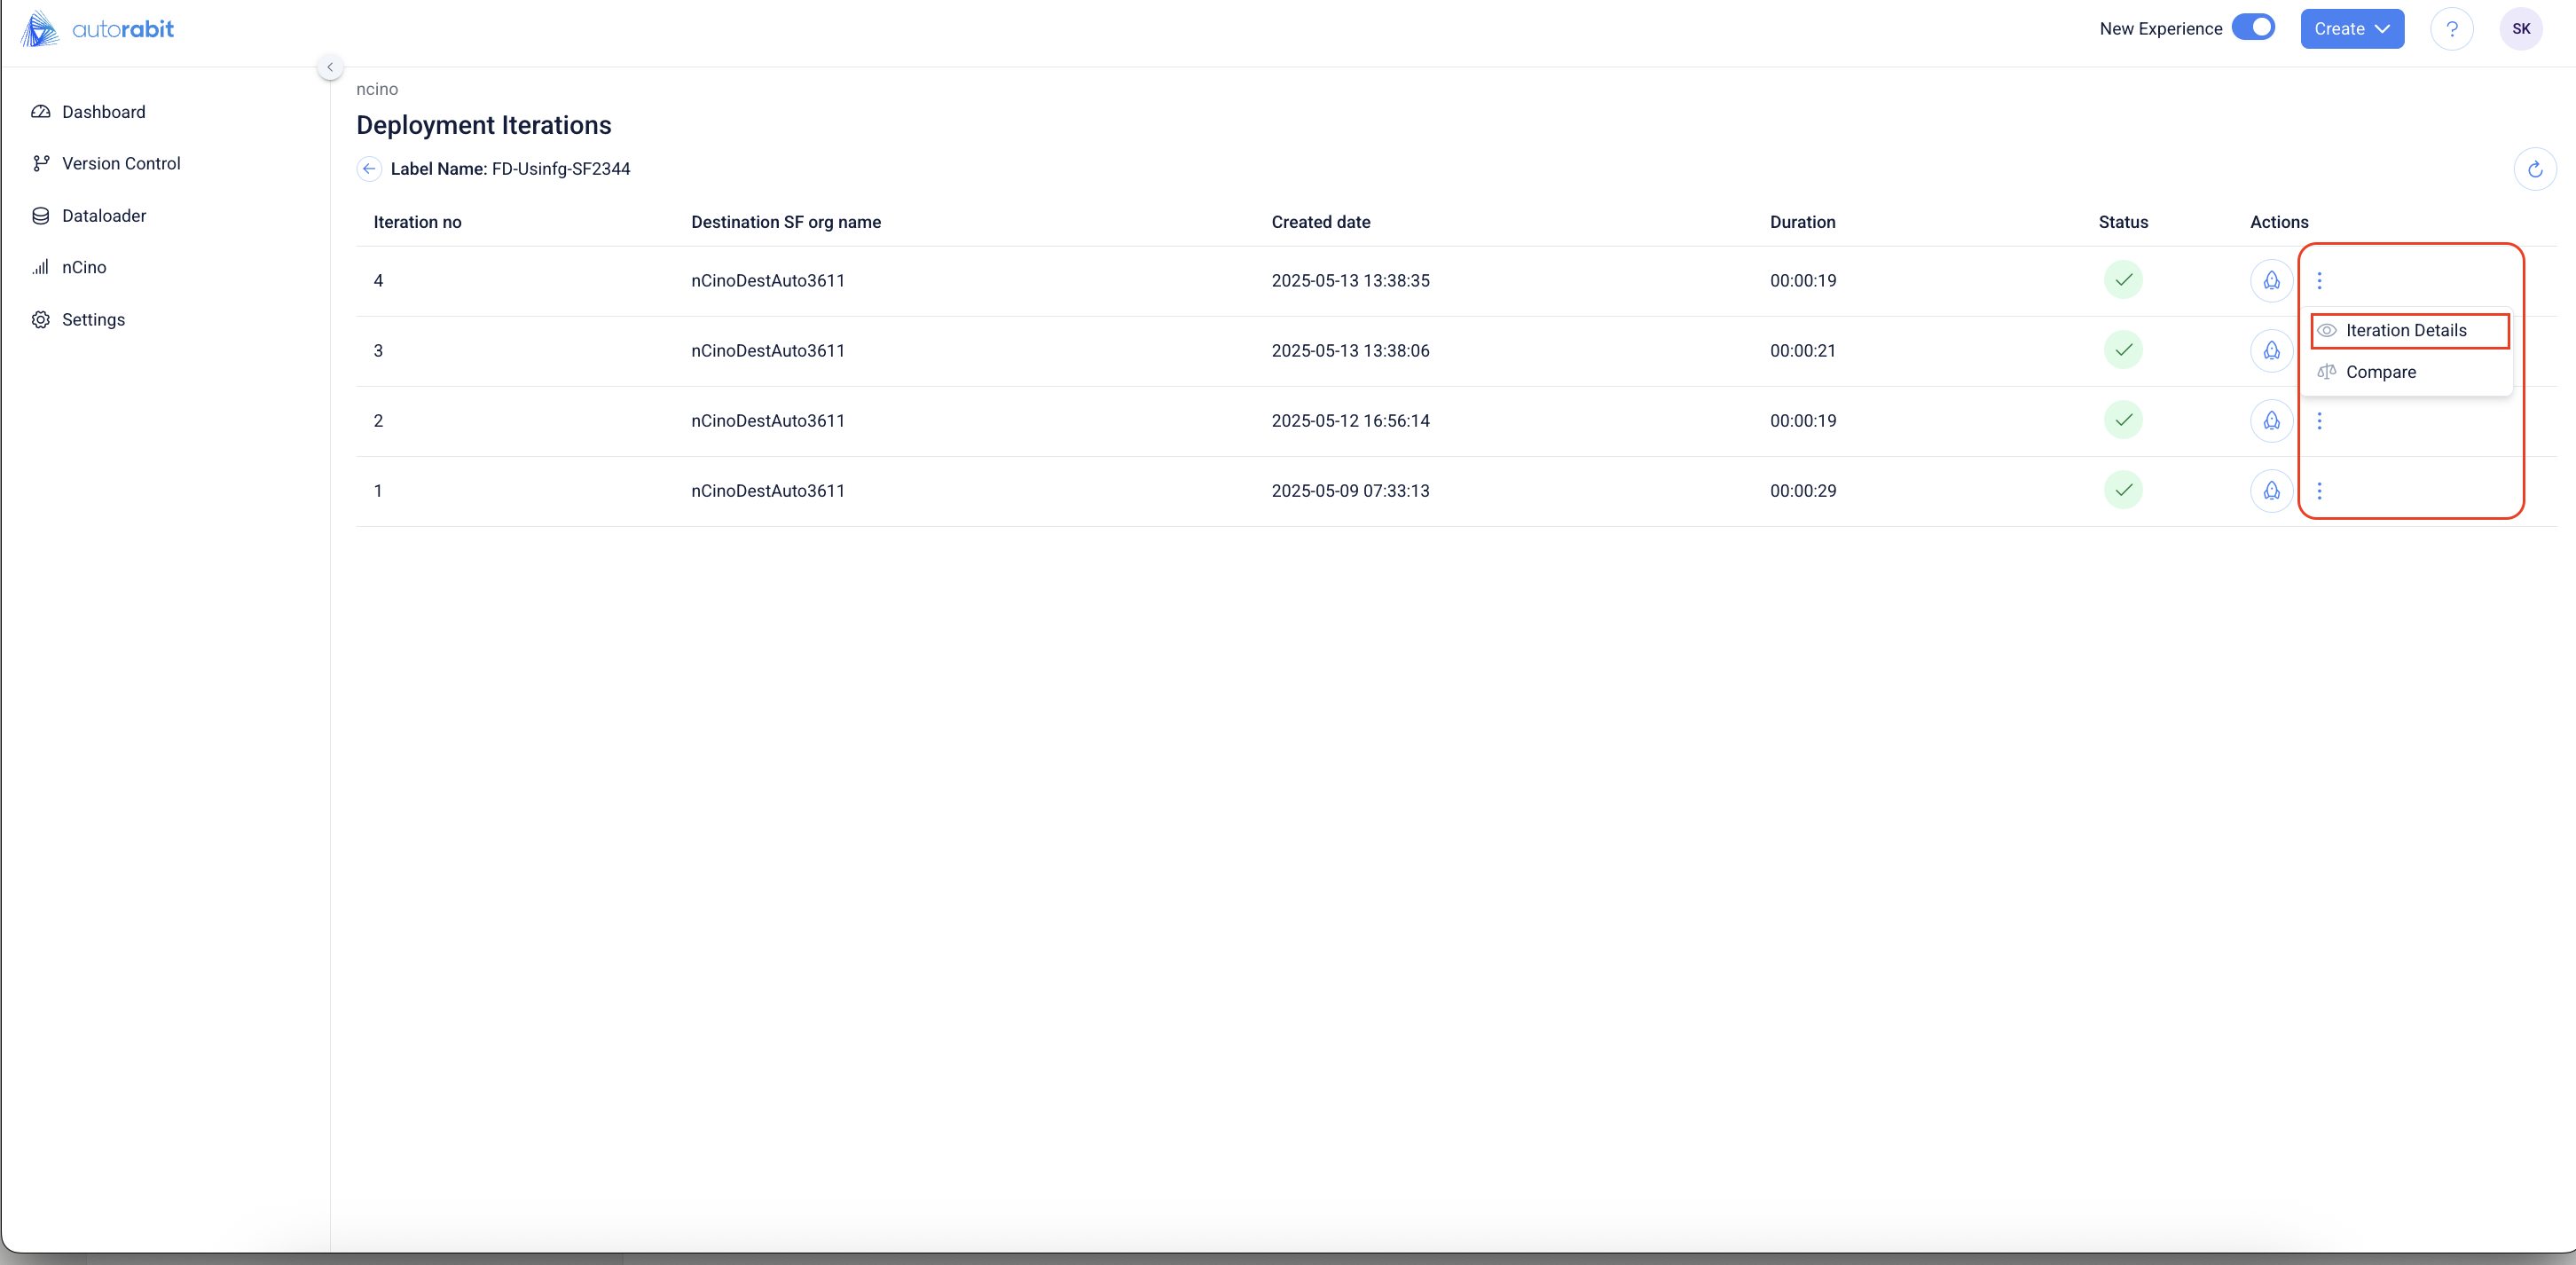 autorabit
New Experience
Create
?
SK
Dashboard
Version Control
Dataloader
nCino
Settings
ncino
Deployment Iterations
Label Name: FD-Usinfg-SF2344
Iteration no Destination SF org name Created date Duration Status Actions
4 nCinoDestAuto3611 2025-05-13 13:38:35 00:00:19
Iteration Details
3 nCinoDestAuto3611 2025-05-13 13:38:06 00:00:21
Compare
2 nCinoDestAuto3611 2025-05-12 16:56:14 00:00:19
1 nCinoDestAuto3611 2025-05-09 07:33:13 00:00:29